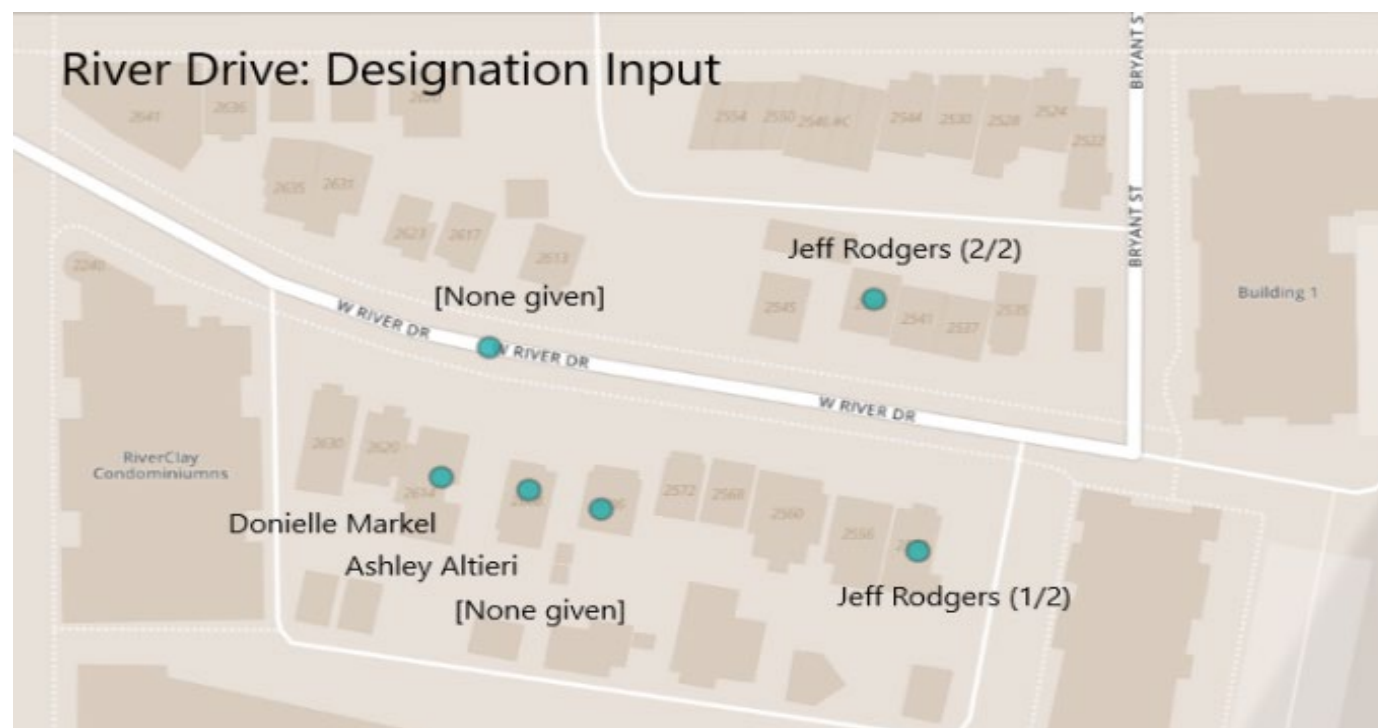 River Drive: Designation Input
BRYANT S
2641
2636
2554
2550
2546 #C
2544
2530
2528
2524
2522
2635
2631
2623
2617
2613
BRYANT ST
2240
Jeff Rodgers (2/2)
Building 1
[None given]
2545
2541
2537
2535
W RIVER DR
W RIVER DR
W RIVER DR
2630
2620
2614
RiverClay
Condominiumns
2572
2568
2560
2556
Donielle Markel
Ashley Altieri
[None given]
Jeff Rodgers (1/2)